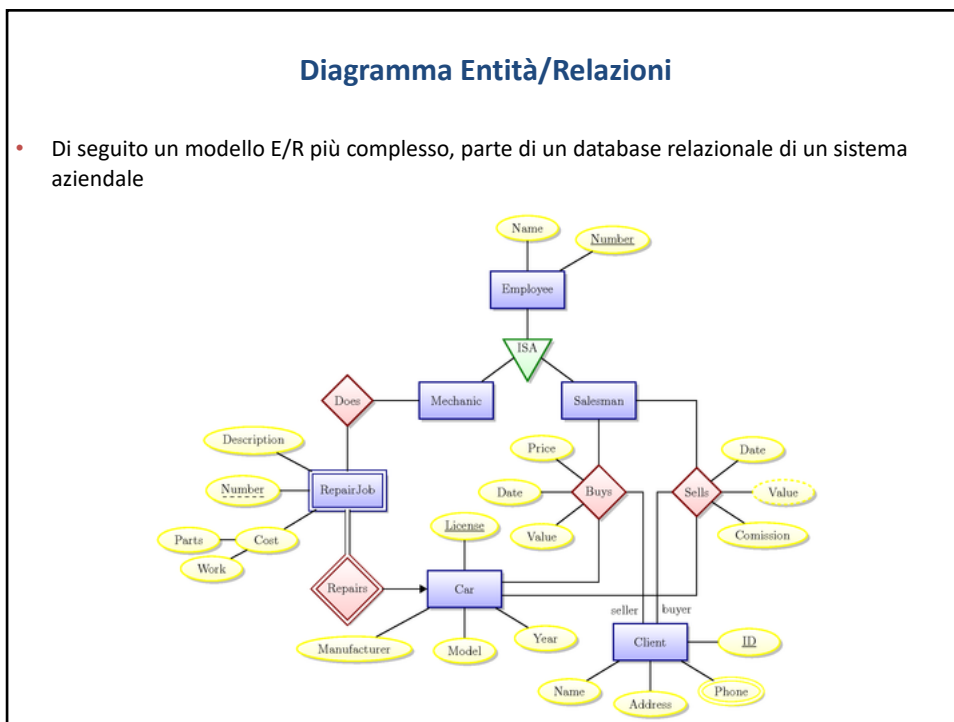 Diagramma Entità/Relazioni
• Di seguito un modello E/R più complesso, parte di un database relazionale di un sistema
aziendale
Name
Number
Employee
ISA
Does
Mechanic
Salesman
Description
Price
Date
Number
RepairJob
Date
Buys
Sells
Value
Parts
Cost
License
Value
Comission
Work
Repairs
Car
seller
buyer
Manufacturer
Model
Year
Client
ID
Name
Address
Phone